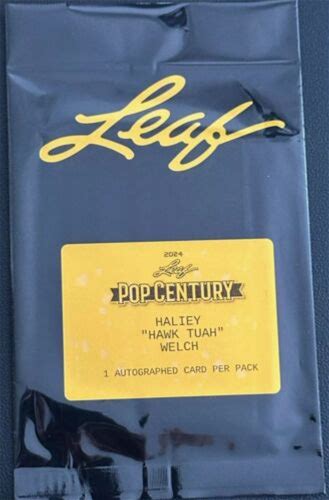 Leaf
2024
Leaf
POP CENTURY
HALIEY
"HAWK TUAH"
WELCH
1 AUTOGRAPHED CARD PER PACK